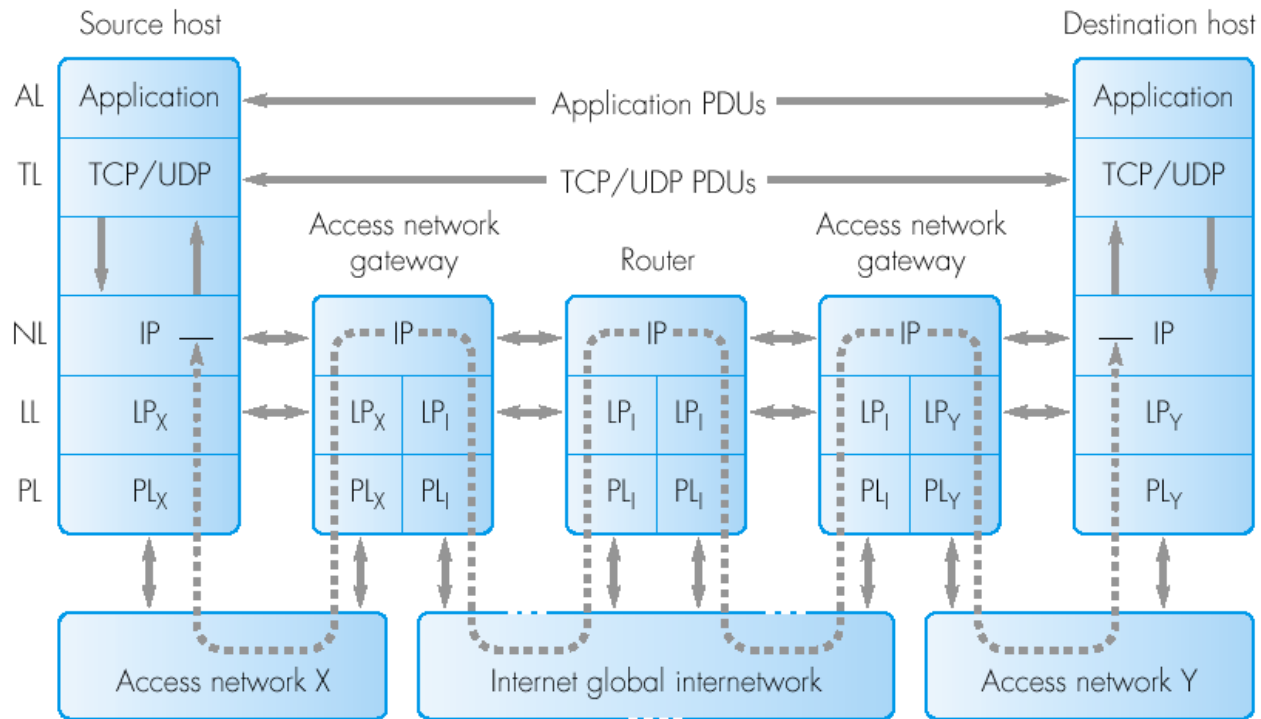 Source host
Destination host
AL
Application
Application PDUs
Application
TL
TCP/UDP
TCP/UDP PDUs
TCP/UDP
Access network
gateway
Router
Access network
gateway
NL
IP
IP
IP
IP
IP
LL
LPX
LPX
LPI
LPI
LPI
LPI
LPY
LPY
PL
PLX
PLX
PLI
PLI
PLI
PLI
PLY
PLY
Access network X
Internet global internetwork
Access network Y